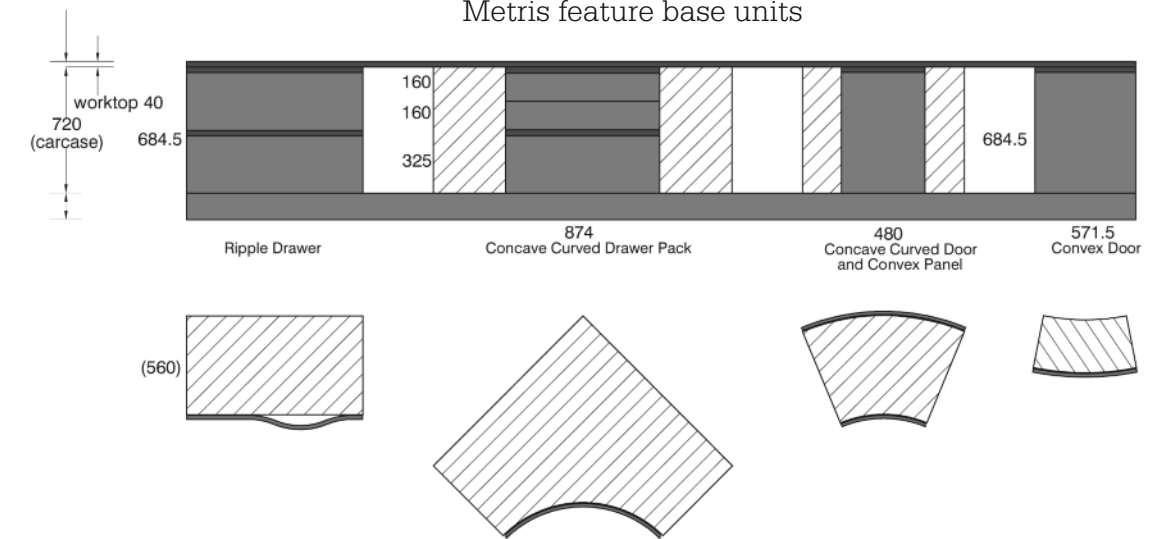 Metris feature base units
worktop 40
720
(carcase)
684.5
160
160
325
684.5
Ripple Drawer
874
Concave Curved Drawer Pack
480
Concave Curved Door
and Convex Panel
571.5
Convex Door
(560)